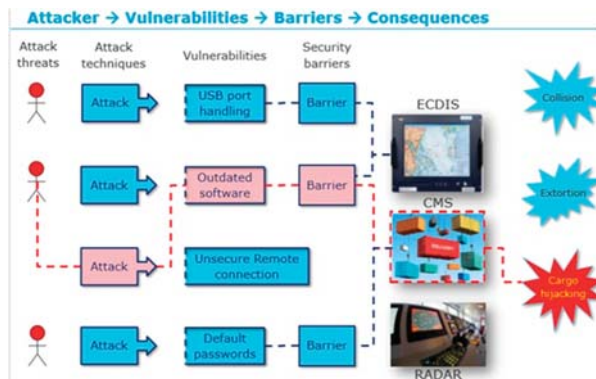 Attacker → Vulnerabilities → Barriers → Consequences
Attack threats
Attack techniques
Vulnerabilities
Security barriers
Attack
USB port handling
Barrier
ECDIS
Collision
Attack
Outdated software
Barrier
CMS
Extortion
Attack
Unsecure Remote connection
Cargo hijacking
Attack
Default passwords
Barrier
RADAR